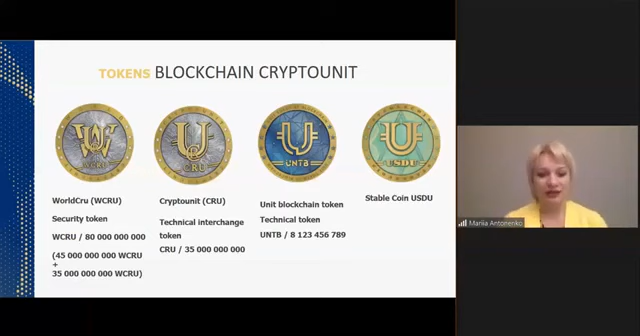 TOKENS BLOCKCHAIN CRYPTOUNIT
WCRU
CRU
UNTB
USDU
WorldCru (WCRU)
Security token
WCRU / 80 000 000 000
(45 000 000 000 WCRU
+
35 000 000 000 WCRU)
Cryptounit (CRU)
Technical interchange
token
CRU / 35 000 000 000
Unit blockchain token
Technical token
UNTB / 8 123 456 789
Stable Coin USDU
Mariia Antonenko